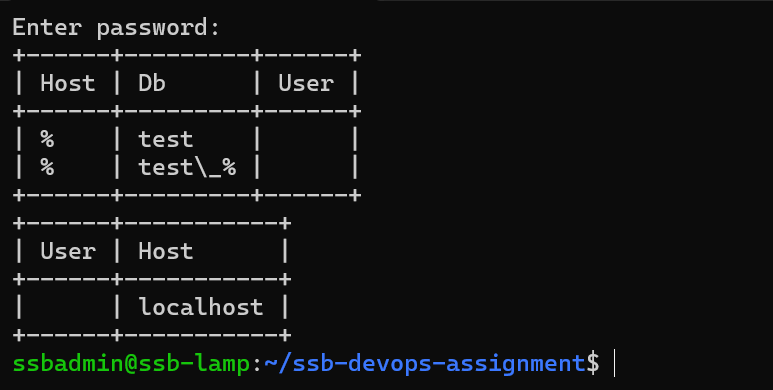 Enter password:
+------+---------+------+
| Host | Db      | User |
+------+---------+------+
| %    | test    |      |
| %    | test\_% |      |
+------+---------+------+
+------+-----------+
| User | Host      |
+------+-----------+
|      | localhost |
+------+-----------+
ssbadmin@ssb-lamp:~/ssb-devops-assignment$